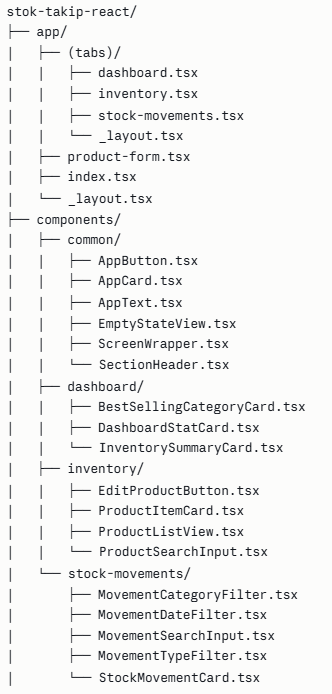 stok-takip-react/
├── app/
│   ├── (tabs)/
│   │   ├── dashboard.tsx
│   │   ├── inventory.tsx
│   │   ├── stock-movements.tsx
│   │   └── _layout.tsx
│   ├── product-form.tsx
│   ├── index.tsx
│   └── _layout.tsx
├── components/
│   ├── common/
│   │   ├── AppButton.tsx
│   │   ├── AppCard.tsx
│   │   ├── AppText.tsx
│   │   ├── EmptyStateView.tsx
│   │   ├── ScreenWrapper.tsx
│   │   └── SectionHeader.tsx
│   ├── dashboard/
│   │   ├── BestSellingCategoryCard.tsx
│   │   ├── DashboardStatCard.tsx
│   │   └── InventorySummaryCard.tsx
│   ├── inventory/
│   │   ├── EditProductButton.tsx
│   │   ├── ProductItemCard.tsx
│   │   ├── ProductListView.tsx
│   │   └── ProductSearchInput.tsx
│   └── stock-movements/
│       ├── MovementCategoryFilter.tsx
│       ├── MovementDateFilter.tsx
│       ├── MovementSearchInput.tsx
│       ├── MovementTypeFilter.tsx
│       └── StockMovementCard.tsx